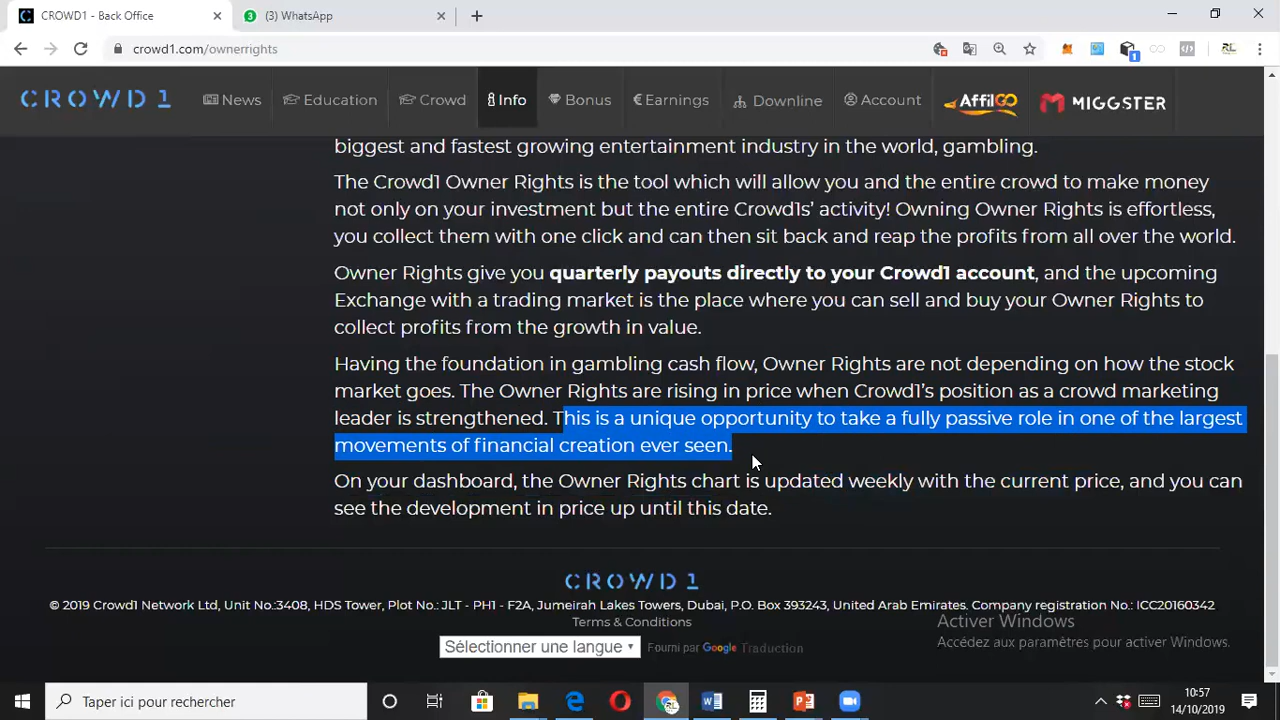 CROWD1 - Back Office
3
(3) WhatsApp
crowd1.com/ownerrights
1
CROWD1
News
Education
Crowd
Info
Bonus
Earnings
Downline
Account
AffilGO
MIGGSTER
biggest and fastest growing entertainment industry in the world, gambling.
The Crowd1 Owner Rights is the tool which will allow you and the entire crowd to make money
not only on your investment but the entire Crowd1s’ activity! Owning Owner Rights is effortless,
you collect them with one click and can then sit back and reap the profits from all over the world.
Owner Rights give you quarterly payouts directly to your Crowd1 account, and the upcoming
Exchange with a trading market is the place where you can sell and buy your Owner Rights to
collect profits from the growth in value.
Having the foundation in gambling cash flow, Owner Rights are not depending on how the stock
market goes. The Owner Rights are rising in price when Crowd1’s position as a crowd marketing
leader is strengthened. This is a unique opportunity to take a fully passive role in one of the largest
movements of financial creation ever seen.
On your dashboard, the Owner Rights chart is updated weekly with the current price, and you can
see the development in price up until this date.
CROWD1
© 2019 Crowd1 Network Ltd, Unit No.:3408, HDS Tower, Plot No.: JLT - PH1 - F2A, Jumeirah Lakes Towers, Dubai, P.O. Box 393243, United Arab Emirates. Company registration No.: ICC20160342
Terms & Conditions
Sélectionner une langue
Fourni par Google Traduction
Activer Windows
Accédez aux paramètres pour activer Windows.
Taper ici pour rechercher
10:57
14/10/2019